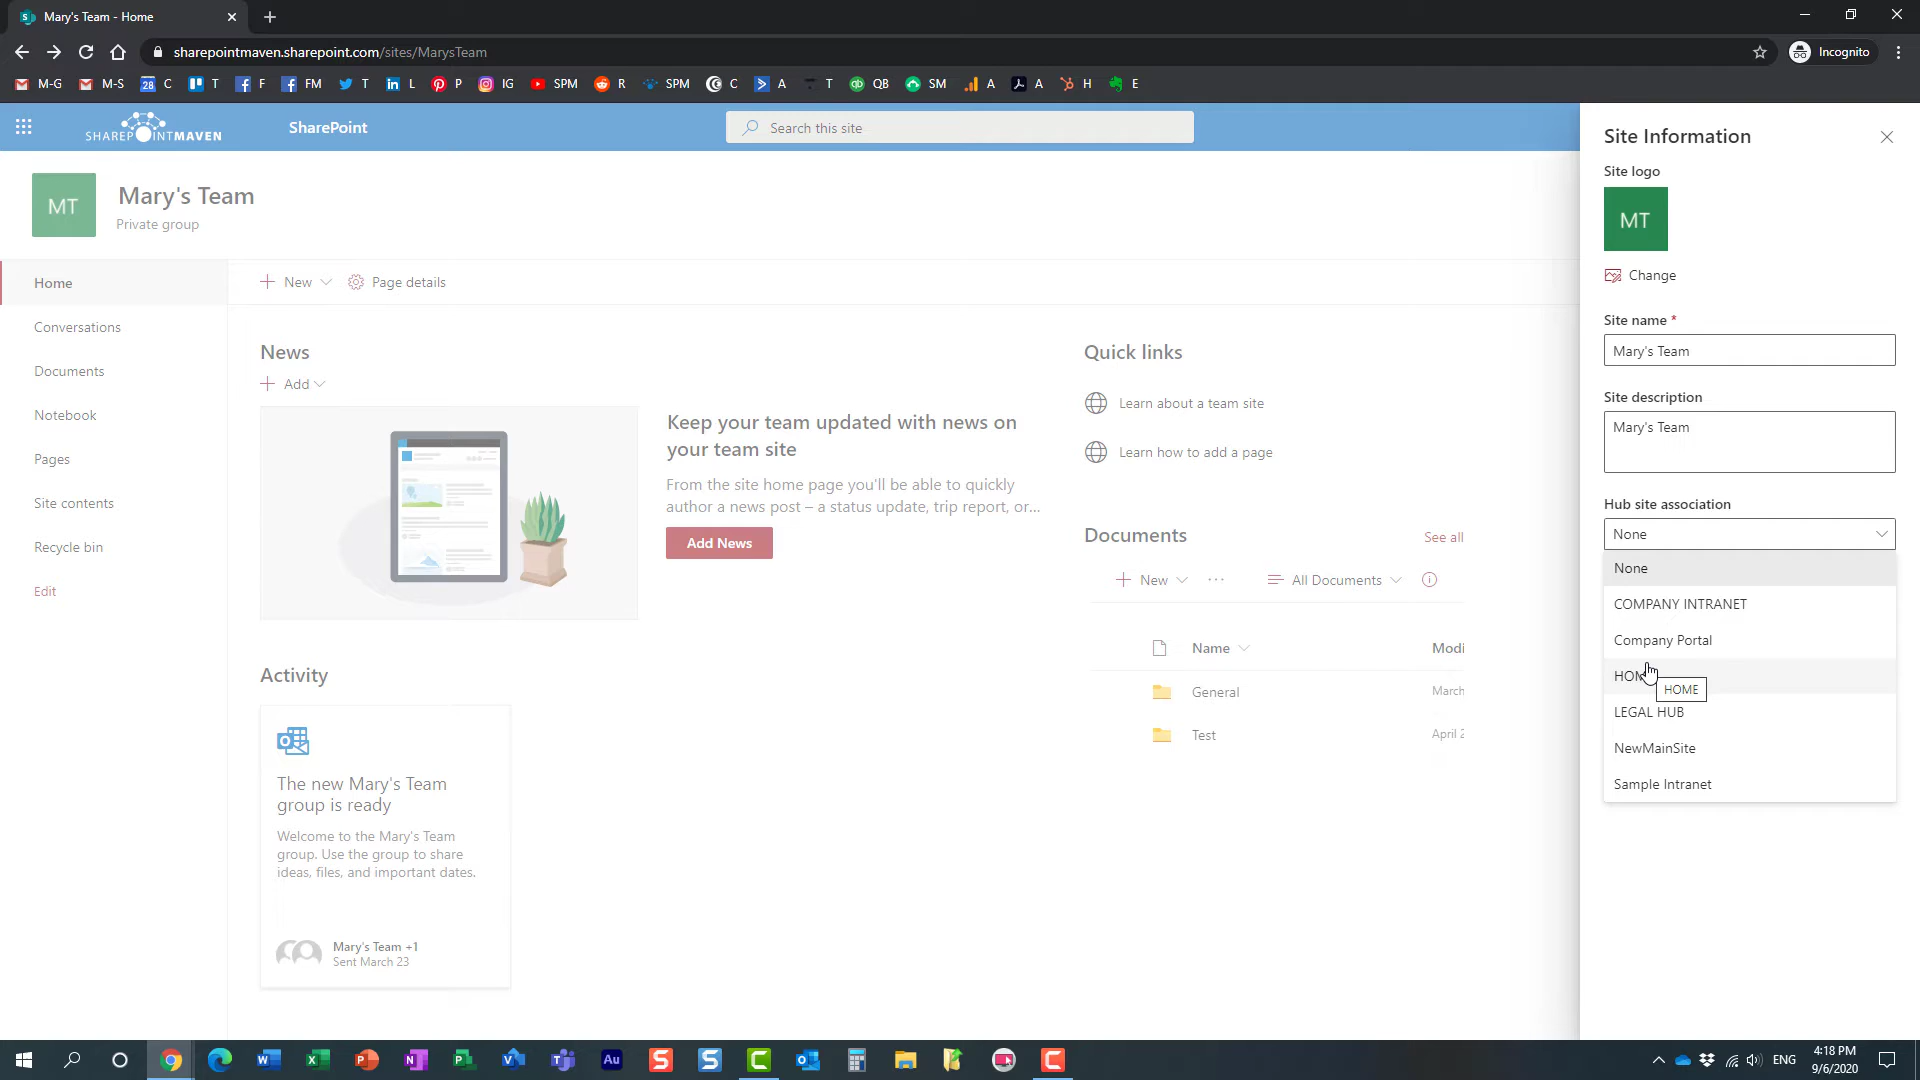 Mary's Team - Home
sharepointmaven.sharepoint.com/sites/MarysTeam
Incognito
M-G M-S 28 C T F FM T L P IG SPM R SPM C A T QB SM A A H E
SHAREPOINTMAVEN
SharePoint
Search this site
MT
Mary's Team
Private group
Home
Conversations
Documents
Notebook
Pages
Site contents
Recycle bin
Edit
New
Page details
News
Add
Keep your team updated with news on
your team site
From the site home page you'll be able to quickly
author a news post – a status update, trip report, or...
Add News
Activity
The new Mary's Team
group is ready
Welcome to the Mary's Team
group. Use the group to share
ideas, files, and important dates.
Mary's Team +1
Sent March 23
Quick links
Learn about a team site
Learn how to add a page
Documents
See all
New
···
All Documents
Name
Modi
General
March
Test
April 2
Site Information
Site logo
MT
Change
Site name *
Mary's Team
Site description
Mary's Team
Hub site association
None
None
COMPANY INTRANET
Company Portal
HOME
LEGAL HUB
NewMainSite
Sample Intranet
ENG
4:18 PM
9/6/2020